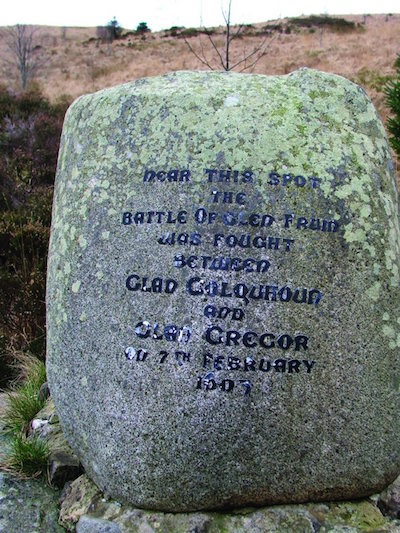 NEAR THIS SPOT
THE
BATTLE OF GLEN FRUIN
WAS FOUGHT
BETWEEN
CLAN COLQUHOUN
AND
CLAN GREGOR
ON 7TH FEBRUARY
1603